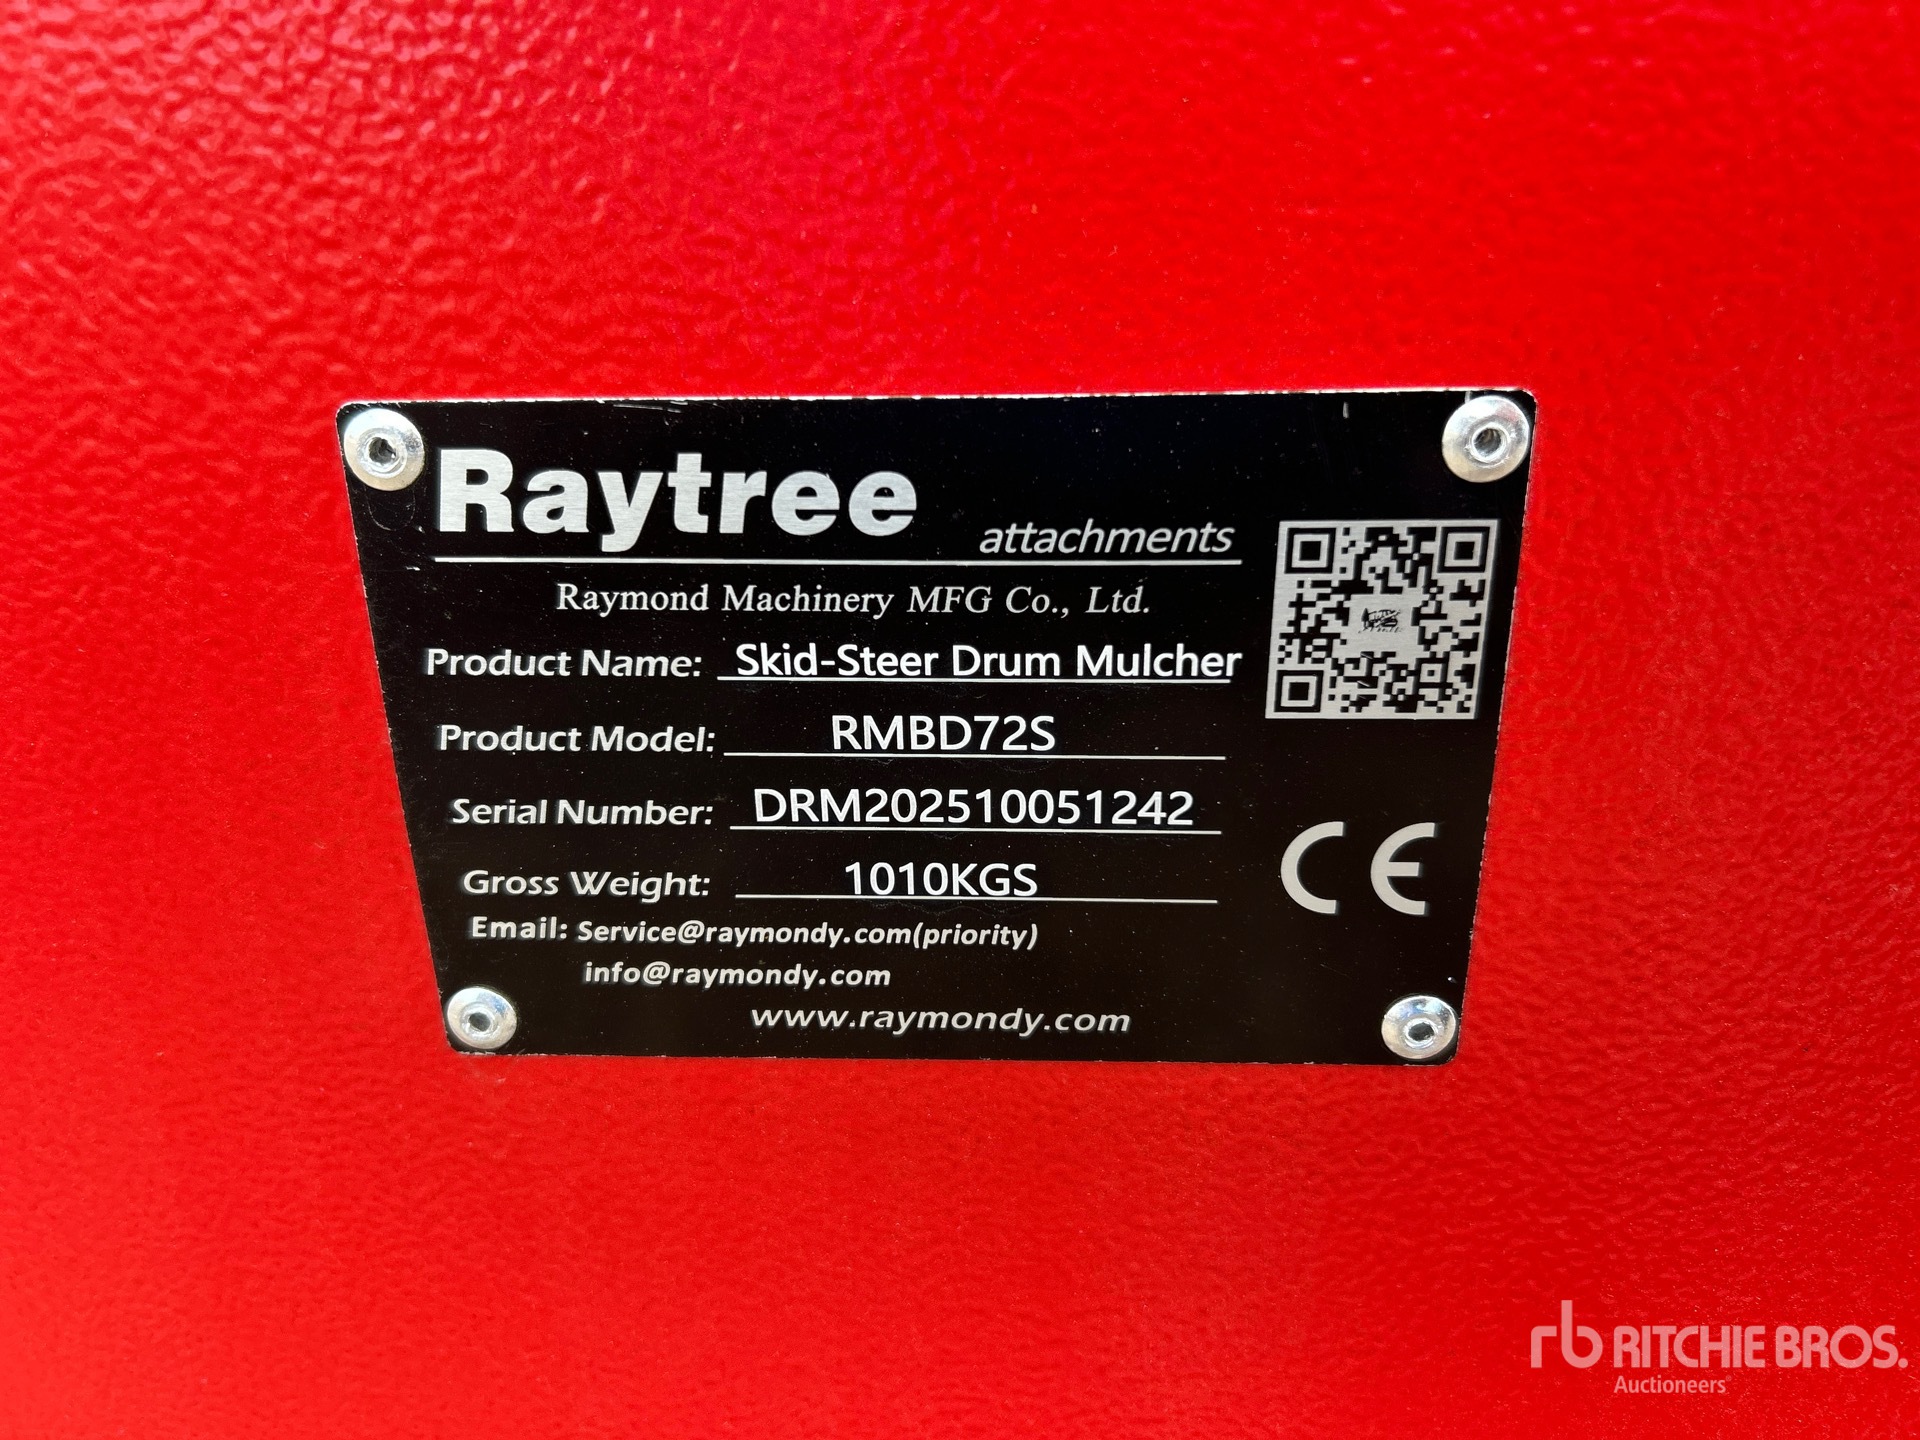 Raytree
attachments
Raymond Machinery MFG Co., Ltd.
Product Name: Skid-Steer Drum Mulcher
Product Model: RMBD72S
Serial Number: DRM202510051242
Gross Weight: 1010KGS
Email: Service@raymondy.com(priority)
info@raymondy.com
www.raymondy.com
CE
rb RITCHIE BROS.
Auctioneers